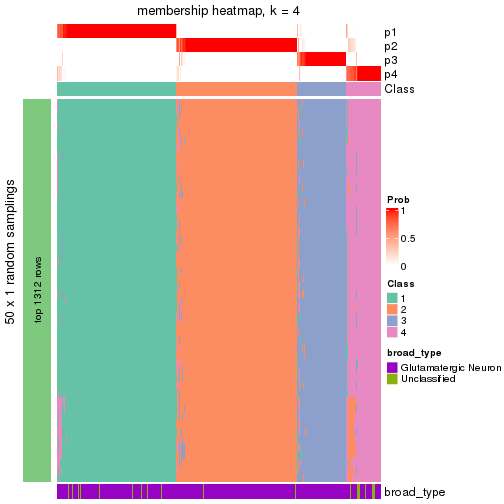 membership heatmap, k = 4
p1
p2
p3
p4
Class
50 x 1 random samplings
top 1312 rows
Prob
1
0.5
0
Class
1
2
3
4
broad_type
Glutamatergic Neuron
Unclassified
broad_type